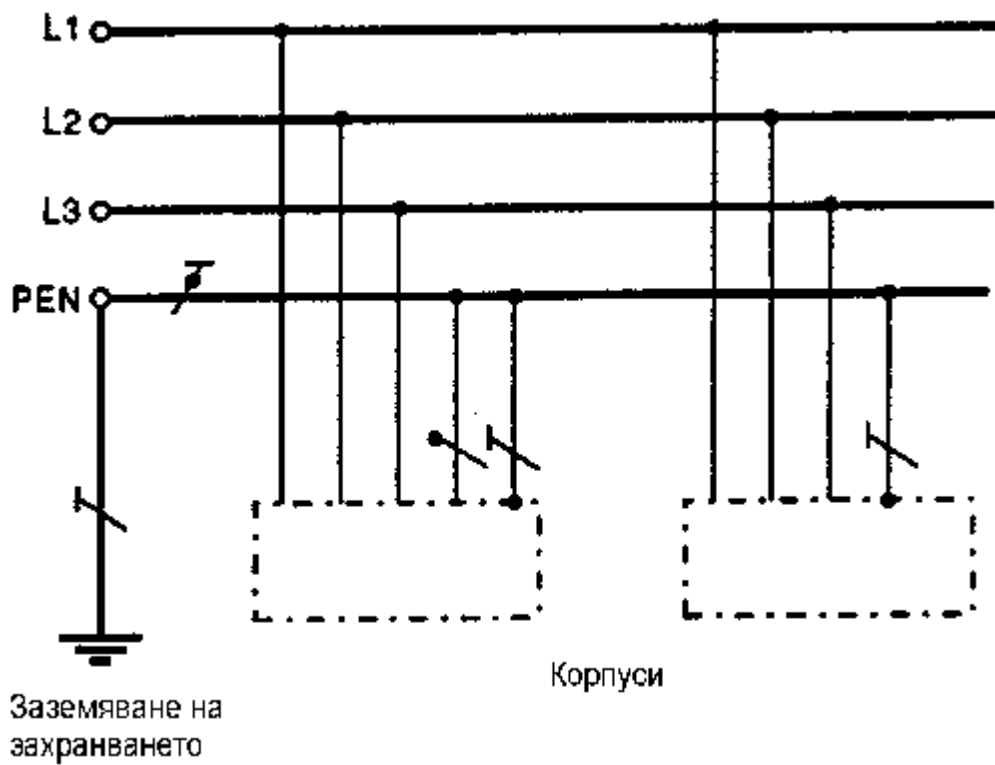 L1
L2
L3
PEN
Корпуси
Заземяване на
захранването